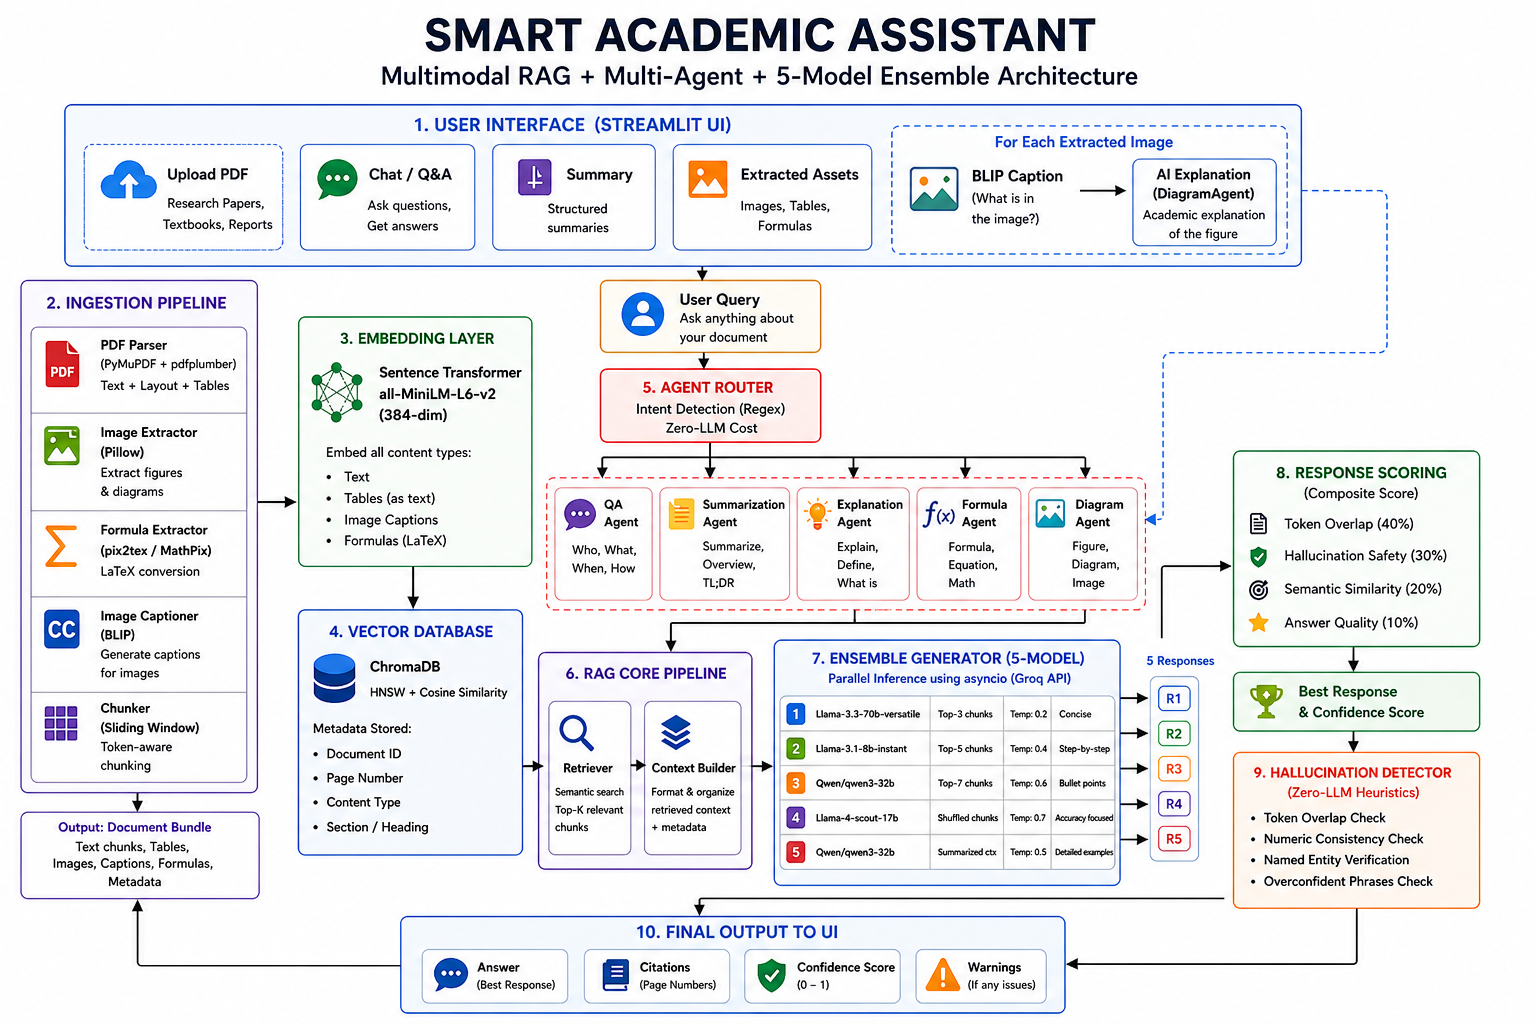 SMART ACADEMIC ASSISTANT
Multimodal RAG + Multi-Agent + 5-Model Ensemble Architecture
1. USER INTERFACE (STREAMLIT UI)
Upload PDF
Research Papers,
Textbooks, Reports
Chat / Q&A
Ask questions,
Get answers
Summary
Structured
summaries
Extracted Assets
Images, Tables,
Formulas
For Each Extracted Image
BLIP Caption
(What is in
the image?)
AI Explanation
(DiagramAgent)
Academic explanation
of the figure
2. INGESTION PIPELINE
PDF
PDF Parser
(PyMuPDF + pdfplumber)
Text + Layout + Tables
Image Extractor
(Pillow)
Extract figures
& diagrams
Formula Extractor
(pix2tex / MathPix)
LaTeX conversion
CC
Image Captioner
(BLIP)
Generate captions
for images
Chunker
(Sliding Window)
Token-aware
chunking
Output: Document Bundle
Text chunks, Tables,
Images, Captions, Formulas,
Metadata
3. EMBEDDING LAYER
Sentence Transformer
all-MiniLM-L6-v2
(384-dim)
Embed all content types:
• Text
• Tables (as text)
• Image Captions
• Formulas (LaTeX)
4. VECTOR DATABASE
ChromaDB
HNSW + Cosine Similarity
Metadata Stored:
• Document ID
• Page Number
• Content Type
• Section / Heading
User Query
Ask anything about
your document
5. AGENT ROUTER
Intent Detection (Regex)
Zero-LLM Cost
QA
Agent
Who, What,
When, How
Summarization
Agent
Summarize,
Overview,
TL;DR
Explanation
Agent
Explain,
Define,
What is
f(x)
Formula
Agent
Formula,
Equation,
Math
Diagram
Agent
Figure,
Diagram,
Image
6. RAG CORE PIPELINE
Retriever
Semantic search
Top-K relevant
chunks
Context Builder
Format & organize
retrieved context
+ metadata
7. ENSEMBLE GENERATOR (5-MODEL)
Parallel Inference using asyncio (Groq API)
1 Llama-3.3-70b-versatile Top-3 chunks Temp: 0.2 Concise
2 Llama-3.1-8b-instant Top-5 chunks Temp: 0.4 Step-by-step
3 Qwen/qwen3-32b Top-7 chunks Temp: 0.6 Bullet points
4 Llama-4-scout-17b Shuffled chunks Temp: 0.7 Accuracy focused
5 Qwen/qwen3-32b Summarized ctx Temp: 0.5 Detailed examples
5 Responses
R1
R2
R3
R4
R5
8. RESPONSE SCORING
(Composite Score)
Token Overlap (40%)
Hallucination Safety (30%)
Semantic Similarity (20%)
Answer Quality (10%)
Best Response
& Confidence Score
9. HALLUCINATION DETECTOR
(Zero-LLM Heuristics)
• Token Overlap Check
• Numeric Consistency Check
• Named Entity Verification
• Overconfident Phrases Check
10. FINAL OUTPUT TO UI
Answer
(Best Response)
Citations
(Page Numbers)
Confidence Score
(0 – 1)
Warnings
(If any issues)